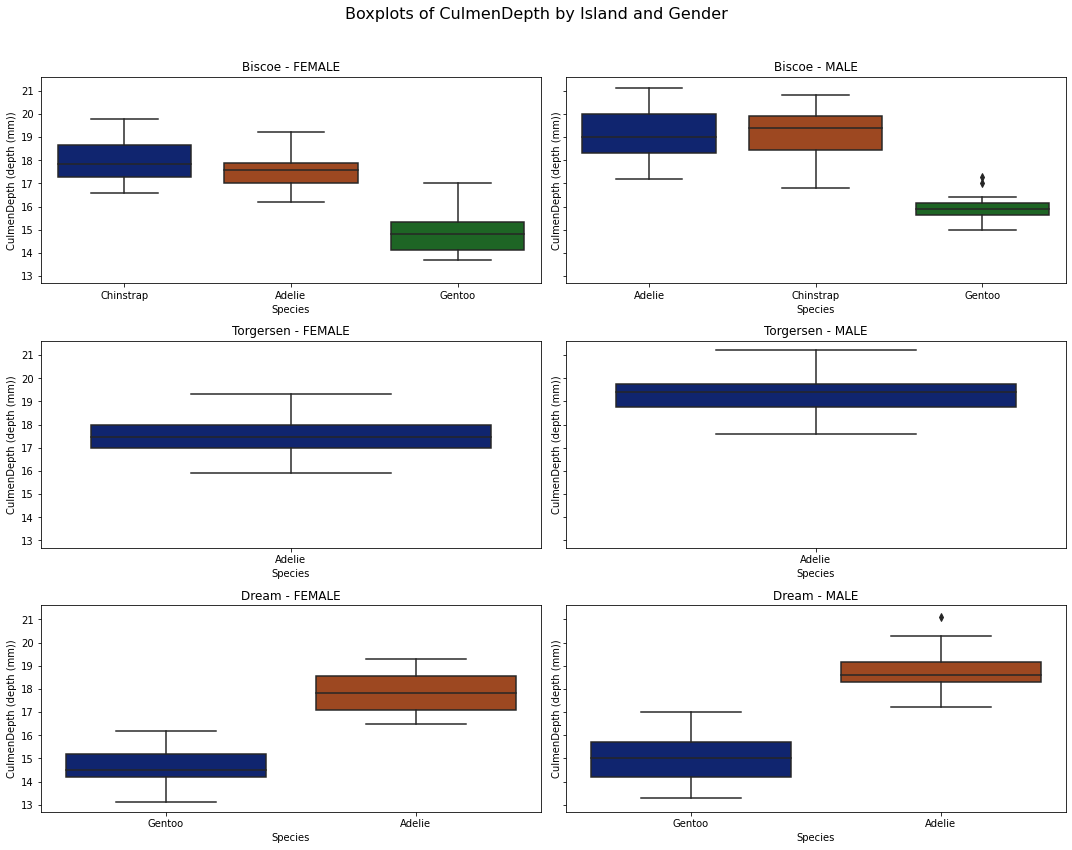 Boxplots of CulmenDepth by Island and Gender
Biscoe - FEMALE
CulmenDepth (depth (mm))
21
20
19
18
17
16
15
14
13
Chinstrap
Adelie
Gentoo
Species
Biscoe - MALE
CulmenDepth (depth (mm))
Adelie
Chinstrap
Gentoo
Species
Torgersen - FEMALE
CulmenDepth (depth (mm))
21
20
19
18
17
16
15
14
13
Adelie
Species
Torgersen - MALE
CulmenDepth (depth (mm))
Adelie
Species
Dream - FEMALE
CulmenDepth (depth (mm))
21
20
19
18
17
16
15
14
13
Gentoo
Adelie
Species
Dream - MALE
CulmenDepth (depth (mm))
Gentoo
Adelie
Species